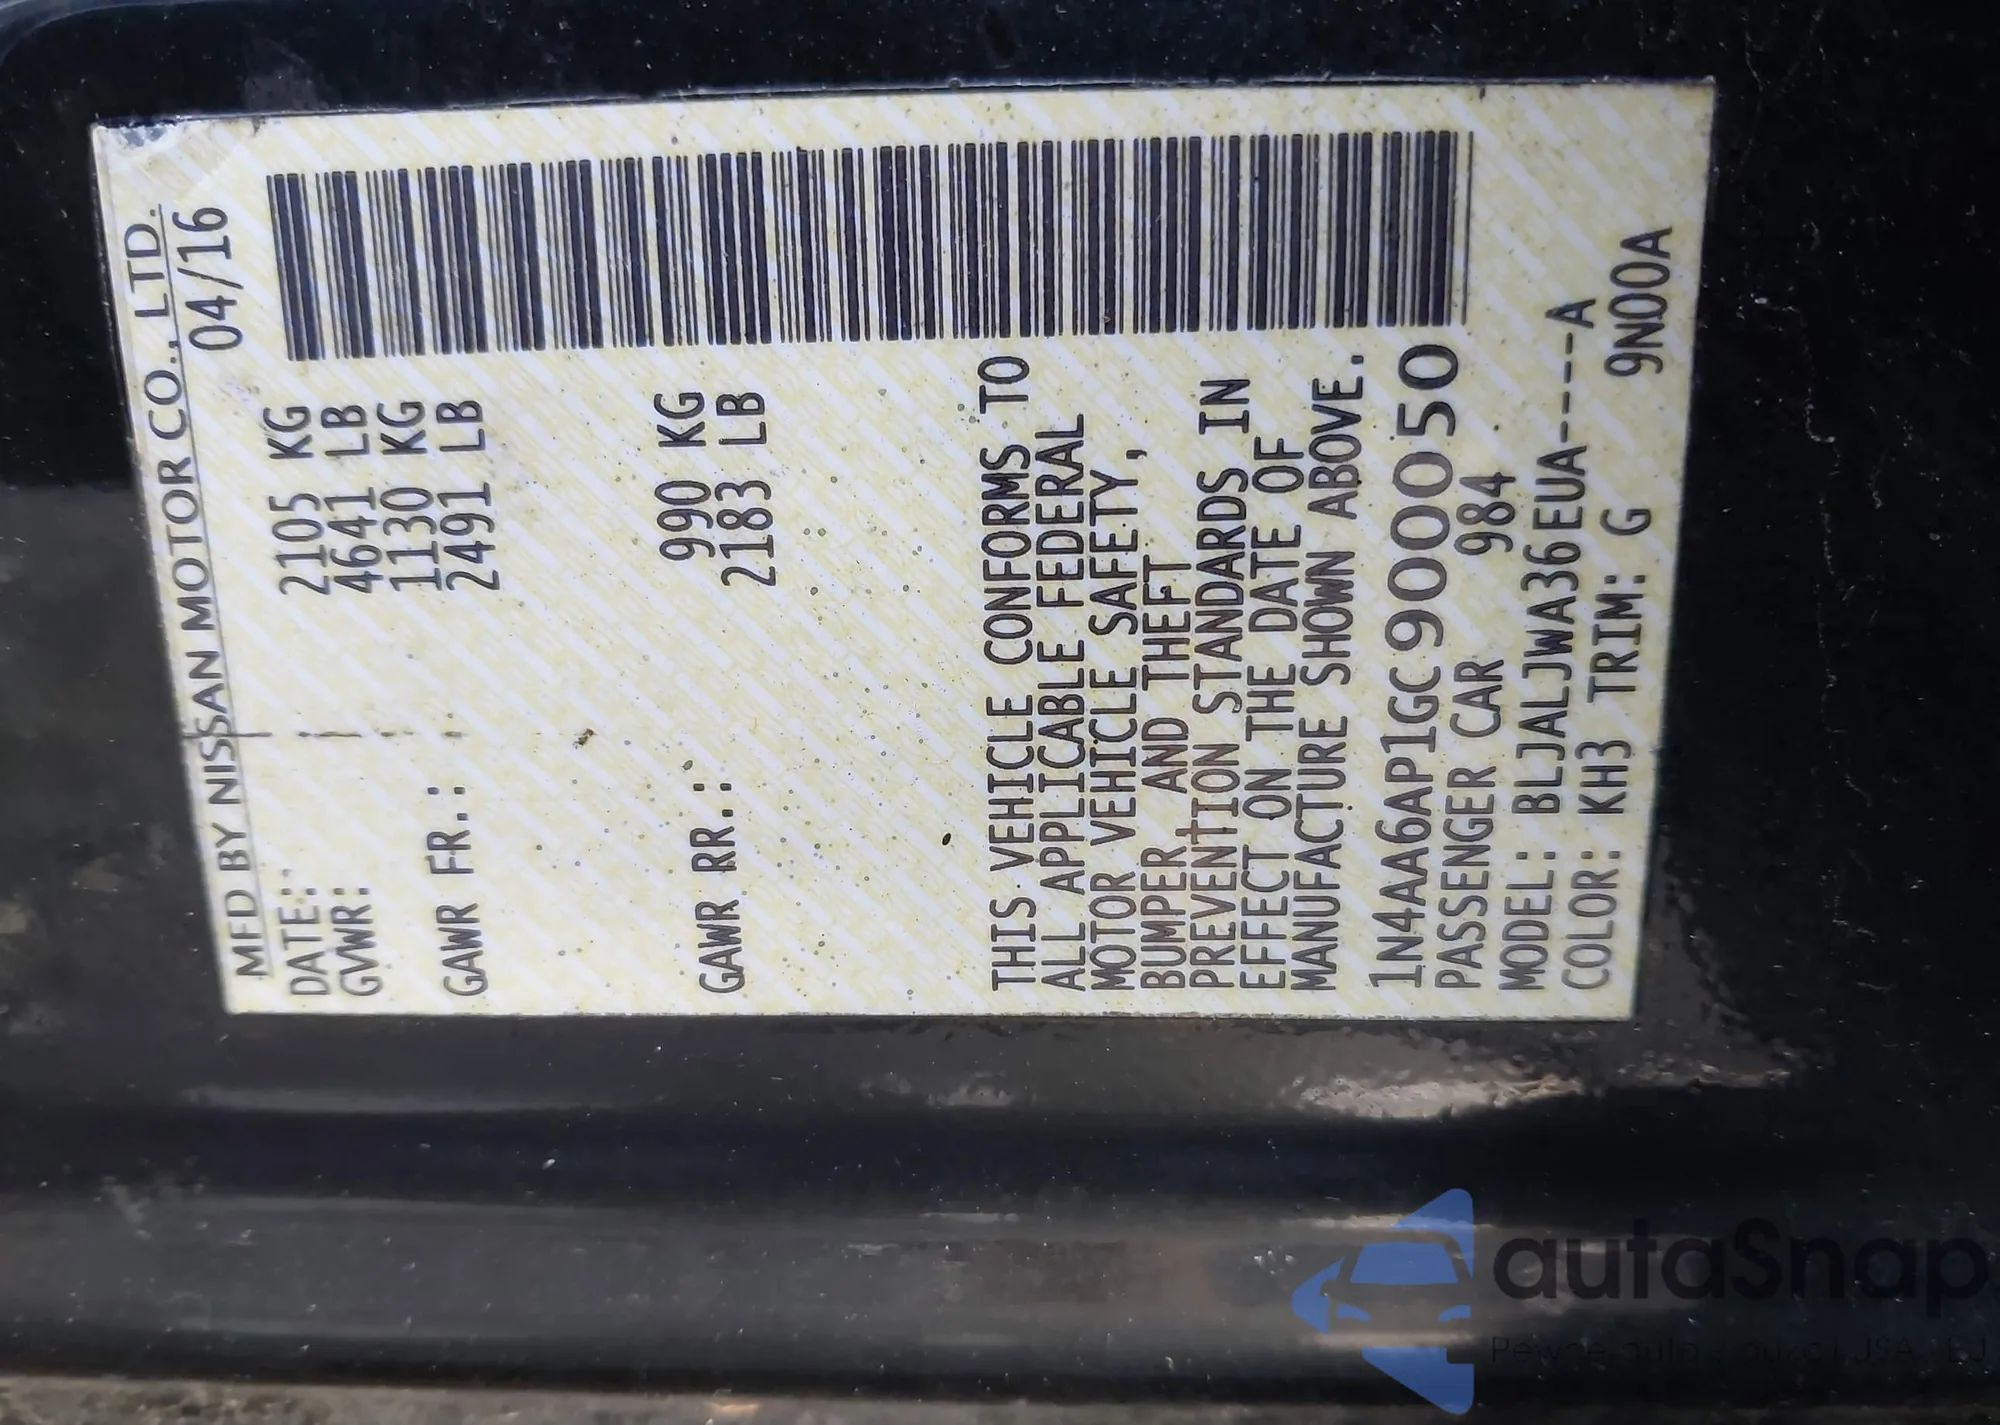 MFD BY NISSAN MOTOR CO., LTD.
DATE: 04/16
GVWR: 2105 KG
4641 LB
GAWR FR.: 1130 KG
2491 LB
GAWR RR.: 990 KG
2183 LB
THIS VEHICLE CONFORMS TO
ALL APPLICABLE FEDERAL
MOTOR VEHICLE SAFETY,
BUMPER, AND THEFT
PREVENTION STANDARDS IN
EFFECT ON THE DATE OF
MANUFACTURE SHOWN ABOVE.
1N4AA6AP1GC900050
PASSENGER CAR 984
MODEL: BLJALJWA36EUA-----A
COLOR: KH3 TRIM: G 9N00A
autaSnap
auta z